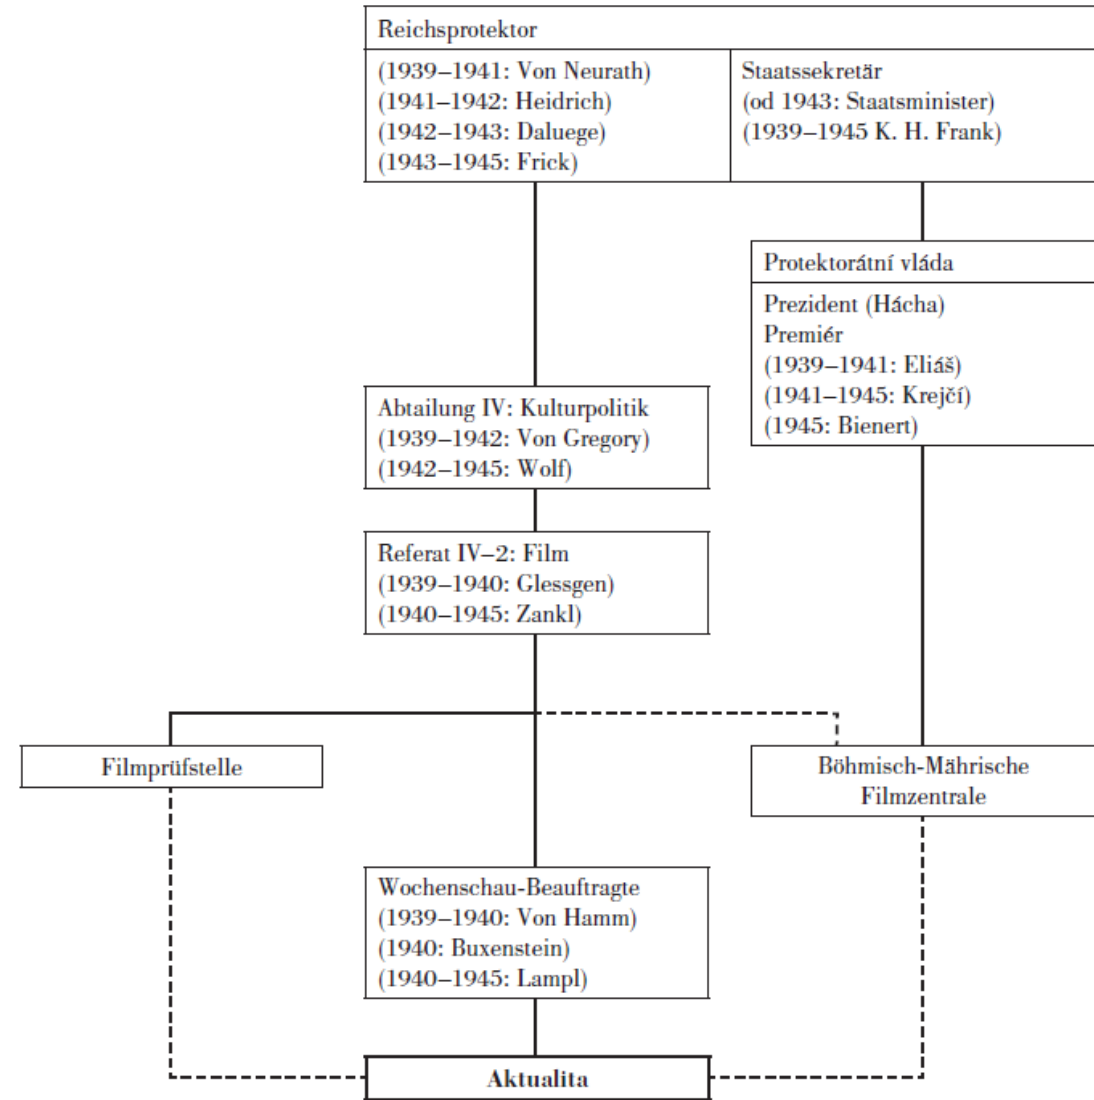 Reichsprotektor
(1939–1941: Von Neurath)
(1941–1942: Heidrich)
(1942–1943: Daluege)
(1943–1945: Frick)
Staatssekretär
(od 1943: Staatsminister)
(1939–1945 K. H. Frank)
Protektorátní vláda
Prezident (Hácha)
Premiér
(1939–1941: Eliáš)
(1941–1945: Krejčí)
(1945: Bienert)
Abtailung IV: Kulturpolitik
(1939–1942: Von Gregory)
(1942–1945: Wolf)
Referat IV–2: Film
(1939–1940: Glessgen)
(1940–1945: Zankl)
Filmprüfstelle
Böhmisch-Mährische
Filmzentrale
Wochenschau-Beauftragte
(1939–1940: Von Hamm)
(1940: Buxenstein)
(1940–1945: Lampl)
Aktualita